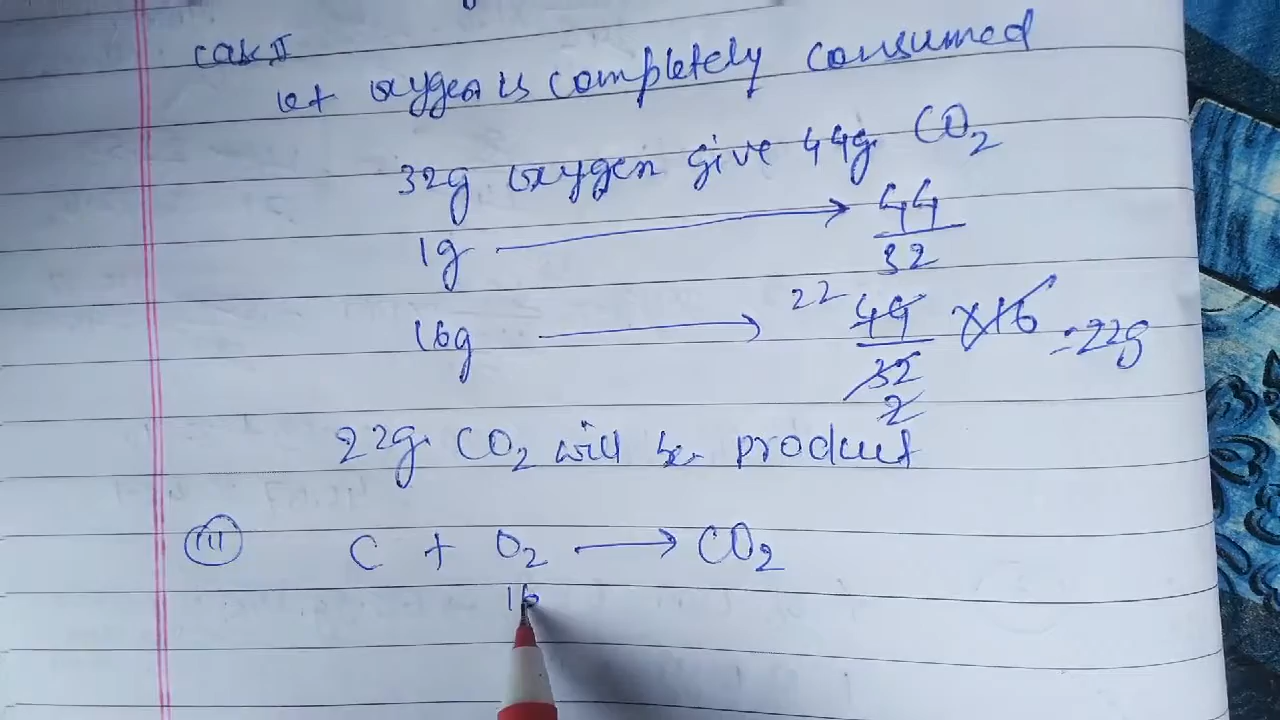 case II
let oxygen is completely consumed
32g oxygen give 44g. CO2
1g → 44/32
16g → 22 44/32 2 x16 =22g
22g. CO2 will be product
(III) C + O2 → CO2
16